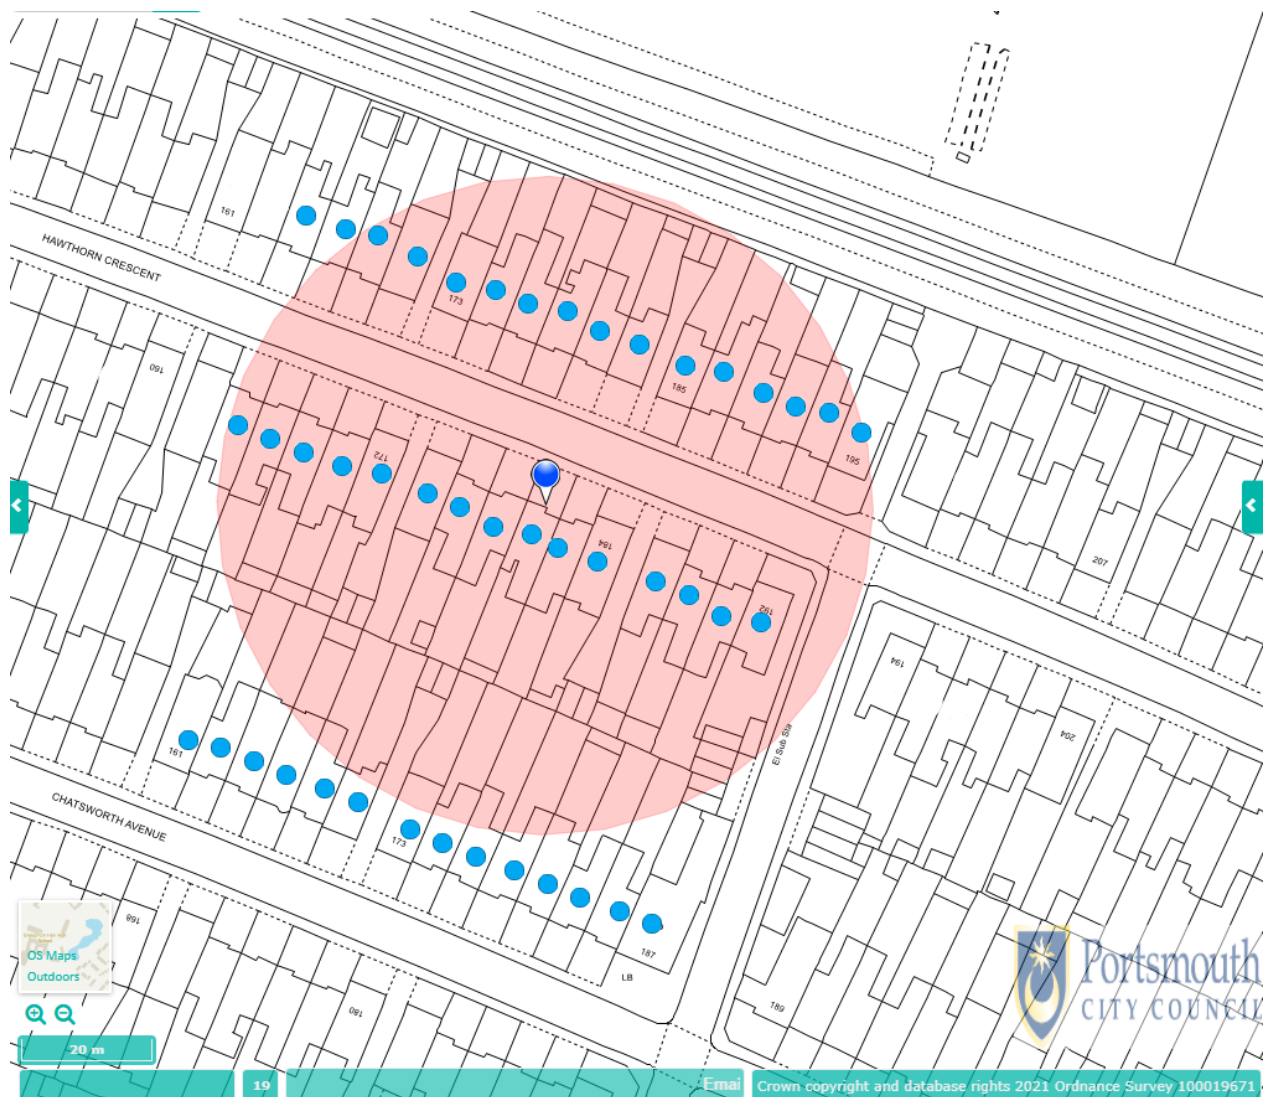 161
HAWTHORN CRESCENT
173
160
185
172
195
184
207
192
194
204
El Sub Sta
161
CHATSWORTH AVENUE
173
168
187
LB
OS Maps
Outdoors
180
189
Portsmouth
CITY COUNCIL
20 m
19
Emai
Crown copyright and database rights 2021 Ordnance Survey 100019671